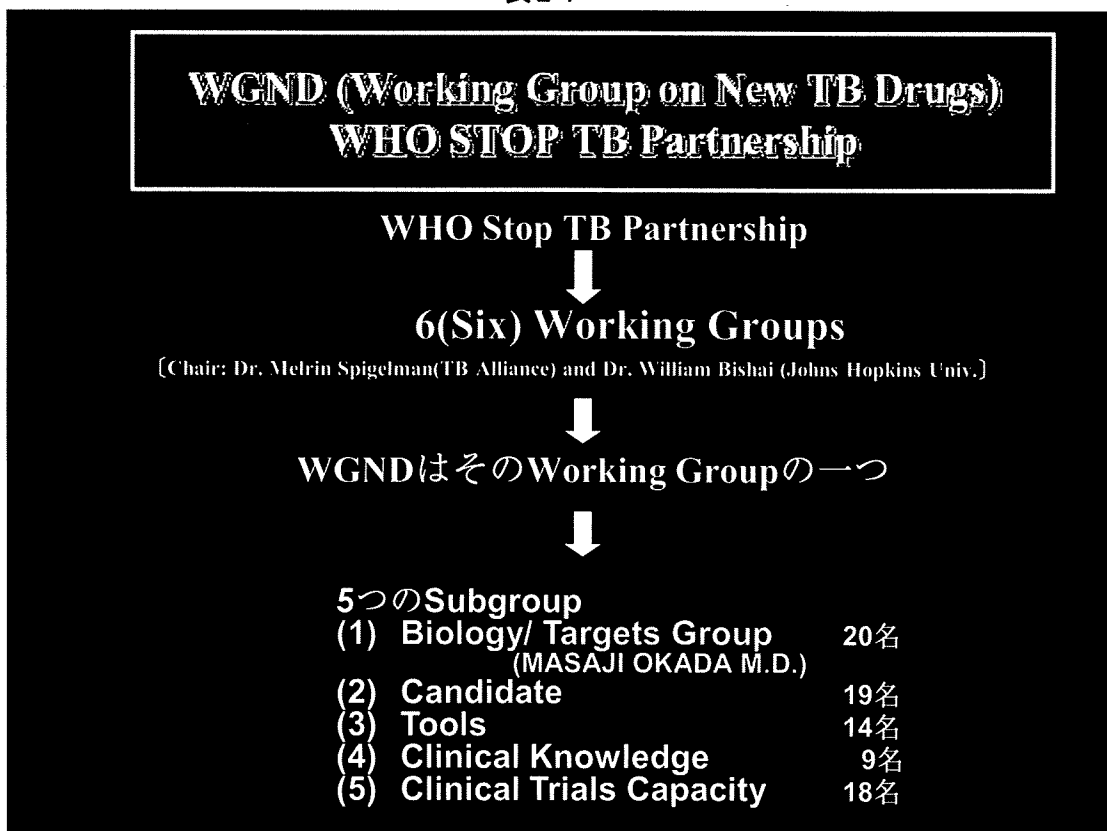 WGND (Working Group on New TB Drugs)
WHO STOP TB Partnership
WHO Stop TB Partnership
6(Six) Working Groups
〔Chair: Dr. Melrin Spigelman(TB Alliance) and Dr. William Bishai (Johns Hopkins Univ.〕
WGNDはそのWorking Groupの一つ
5つのSubgroup
(1) Biology/ Targets Group 20名
(MASAJI OKADA M.D.)
(2) Candidate 19名
(3) Tools 14名
(4) Clinical Knowledge 9名
(5) Clinical Trials Capacity 18名